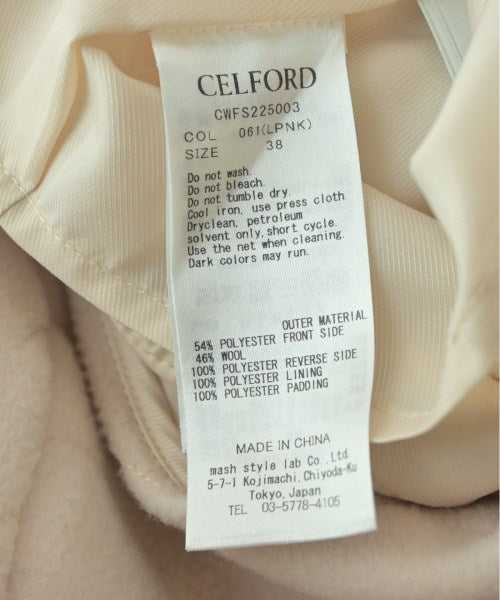 CELFORD
CWFS225003
COL 061(LPNK)
SIZE 38
Do not wash.
Do not bleach.
Do not tumble dry.
Cool iron, use press cloth.
Dryclean, petroleum
solvent only, short cycle.
Use the net when cleaning.
Dark colors may run.
OUTER MATERIAL
54% POLYESTER FRONT SIDE
46% WOOL
100% POLYESTER REVERSE SIDE
100% POLYESTER LINING
100% POLYESTER PADDING
MADE IN CHINA
mash style lab Co.,Ltd.
5-7-1 Kojimachi, Chiyoda-Ku
Tokyo, Japan
TEL 03-5778-4105